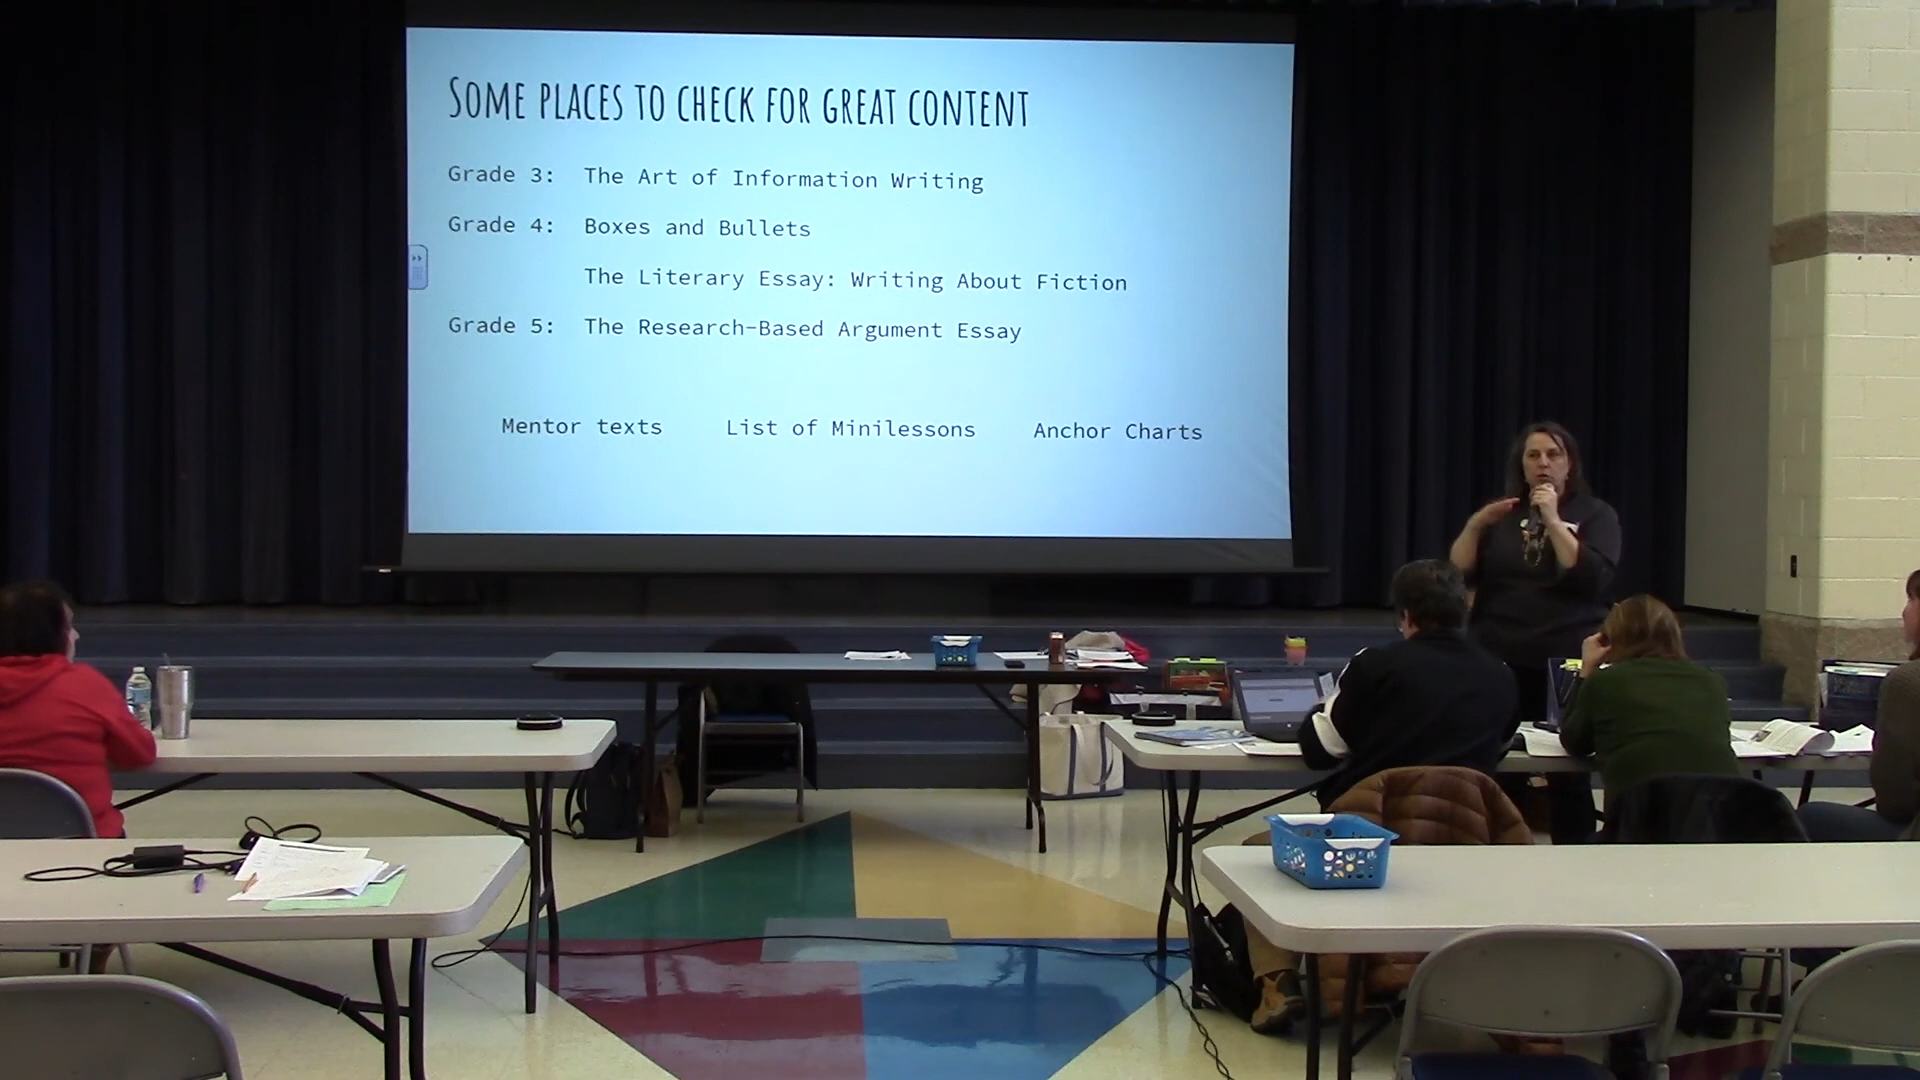 Some places to check for great content
Grade 3: The Art of Information Writing
Grade 4: Boxes and Bullets
The Literary Essay: Writing About Fiction
Grade 5: The Research-Based Argument Essay
Mentor texts List of Minilessons Anchor Charts